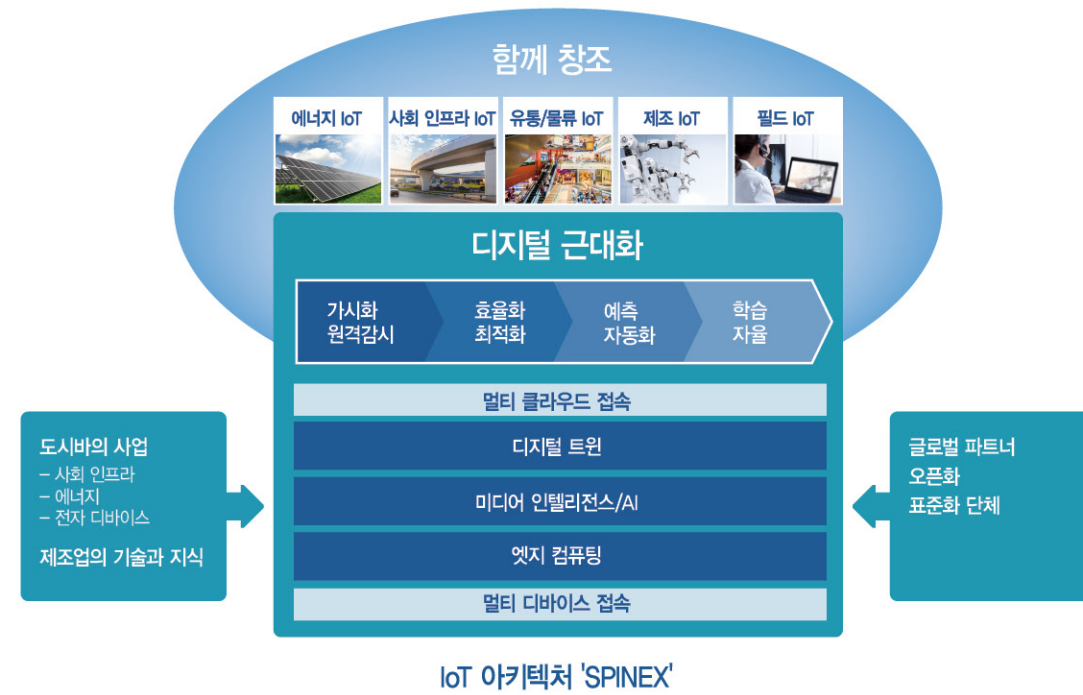 함께 창조
에너지 IoT
사회 인프라 IoT
유통/물류 IoT
제조 IoT
필드 IoT
디지털 근대화
가시화
원격감시
효율화
최적화
예측
자동화
학습
자율
멀티 클라우드 접속
디지털 트윈
미디어 인텔리전스/AI
엣지 컴퓨팅
멀티 디바이스 접속
도시바의 사업
– 사회 인프라
– 에너지
– 전자 디바이스
제조업의 기술과 지식
글로벌 파트너
오픈화
표준화 단체
IoT 아키텍처 'SPINEX'